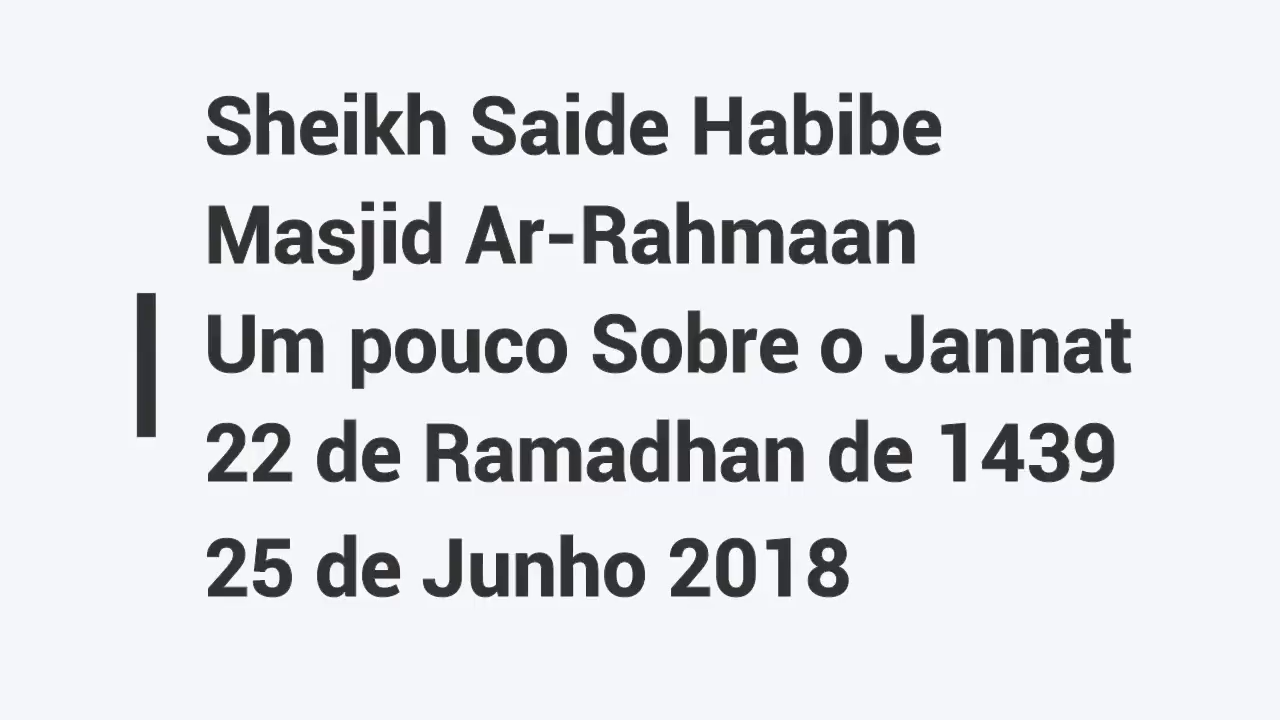 Sheikh Saide Habibe
Masjid Ar-Rahmaan
Um pouco Sobre o Jannat
22 de Ramadhan de 1439
25 de Junho 2018